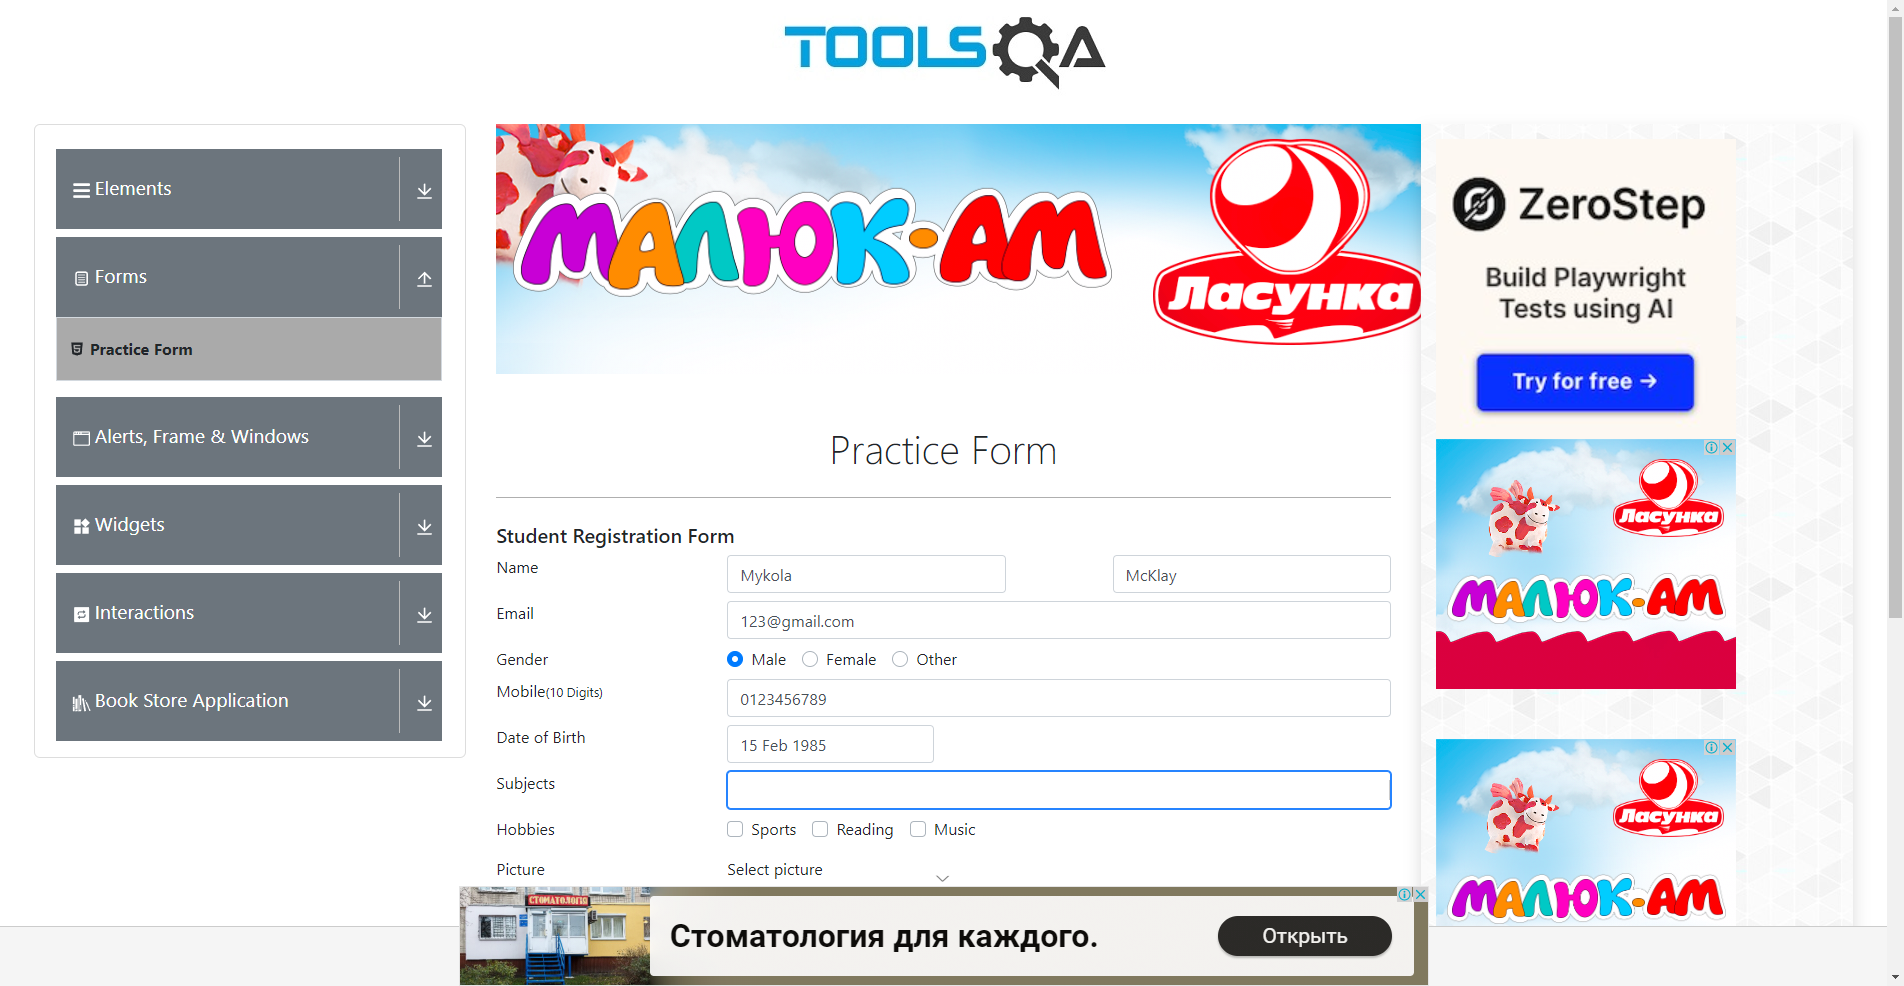 TOOLSQA
Elements
Forms
Practice Form
Alerts, Frame & Windows
Widgets
Interactions
Book Store Application
МАЛЮК-АМ
Ласунка
Practice Form
Student Registration Form
Name
Mykola
McKlay
Email
123@gmail.com
Gender
Male
Female
Other
Mobile(10 Digits)
0123456789
Date of Birth
15 Feb 1985
Subjects
Hobbies
Sports
Reading
Music
Picture
Select picture
ZeroStep
Build Playwright
Tests using AI
Try for free →
Ласунка
МАЛЮК-АМ
Ласунка
МАЛЮК-АМ
СТОМАТОЛОГІЯ
Стоматология для каждого.
Открыть